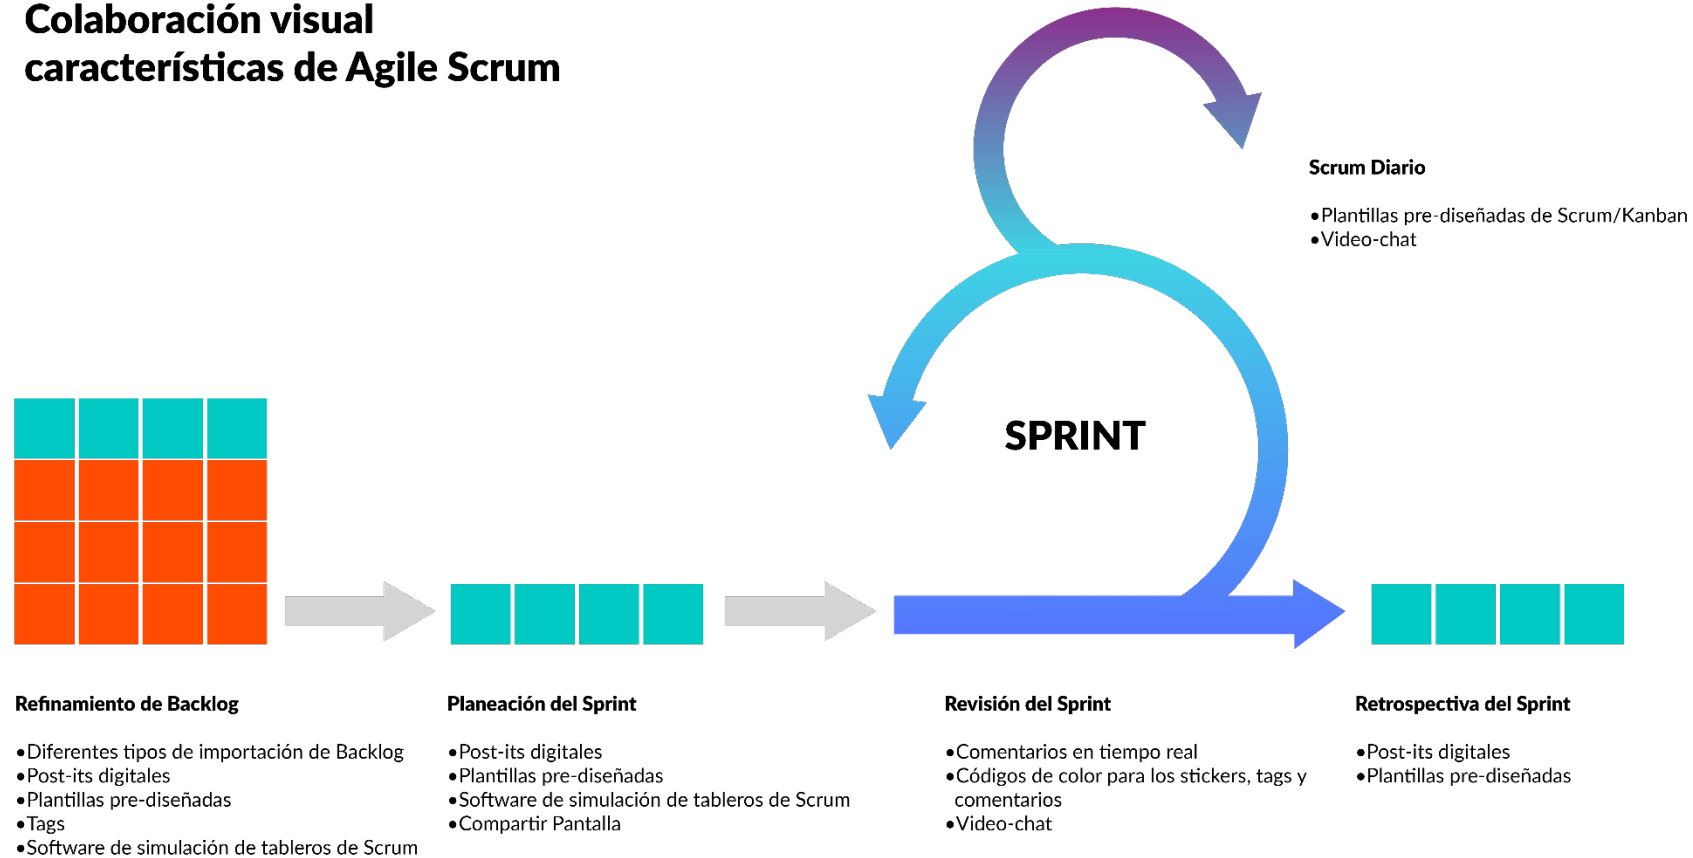 Colaboración visual
características de Agile Scrum
Scrum Diario
•Plantillas pre-diseñadas de Scrum/Kanban
•Video-chat
SPRINT
Refinamiento de Backlog
•Diferentes tipos de importación de Backlog
•Post-its digitales
•Plantillas pre-diseñadas
•Tags
•Software de simulación de tableros de Scrum
Planeación del Sprint
•Post-its digitales
•Plantillas pre-diseñadas
•Software de simulación de tableros de Scrum
•Compartir Pantalla
Revisión del Sprint
•Comentarios en tiempo real
•Códigos de color para los stickers, tags y
comentarios
•Video-chat
Retrospectiva del Sprint
•Post-its digitales
•Plantillas pre-diseñadas